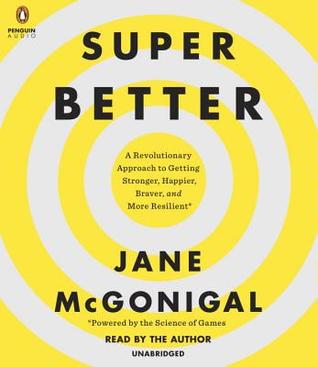 PENGUIN
AUDIO
SUPER
BETTER
A Revolutionary
Approach to Getting
Stronger, Happier,
Braver, and
More Resilient*
JANE
McGONIGAL
*Powered by the Science of Games
READ BY THE AUTHOR
UNABRIDGED